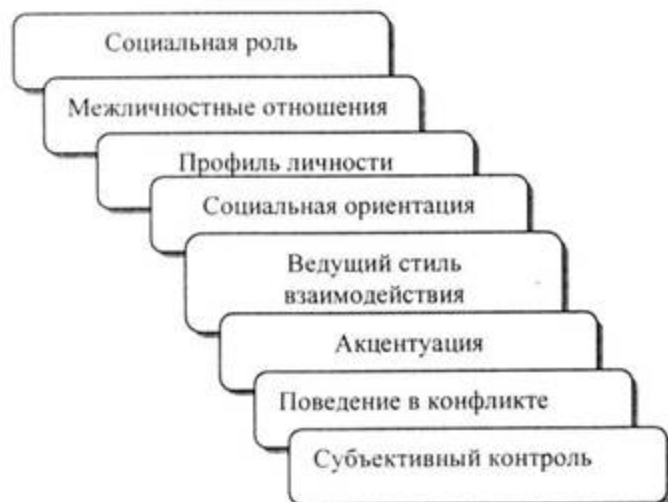 Социальная роль
Межличностные отношения
Профиль личности
Социальная ориентация
Ведущий стиль
взаимодействия
Акцентуация
Поведение в конфликте
Субъективный контроль